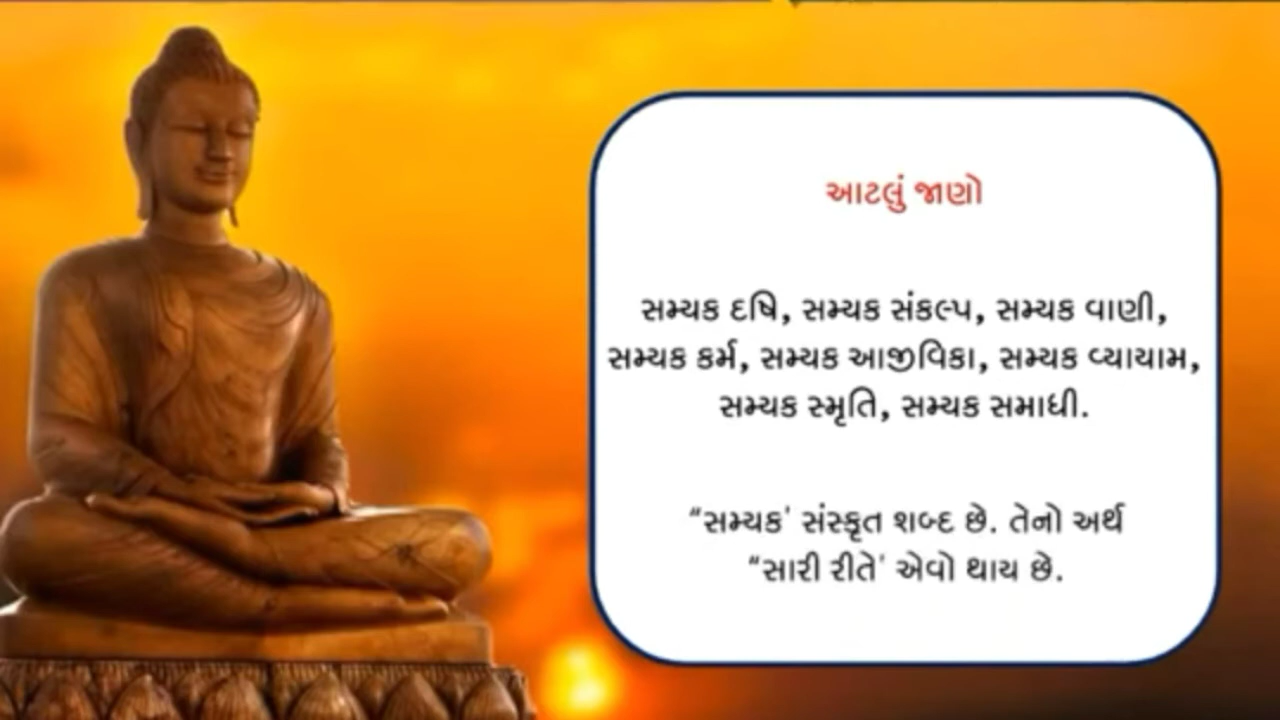 આટલું જાણો
સમ્યક દષિ, સમ્યક સંકલ્પ, સમ્યક વાણી,
સમ્યક કર્મ, સમ્યક આજીવિકા, સમ્યક વ્યાયામ,
સમ્યક સ્મૃતિ, સમ્યક સમાધી.
“સમ્યક' સંસ્કૃત શબ્દ છે. તેનો અર્થ
“સારી રીતે' એવો થાય છે.